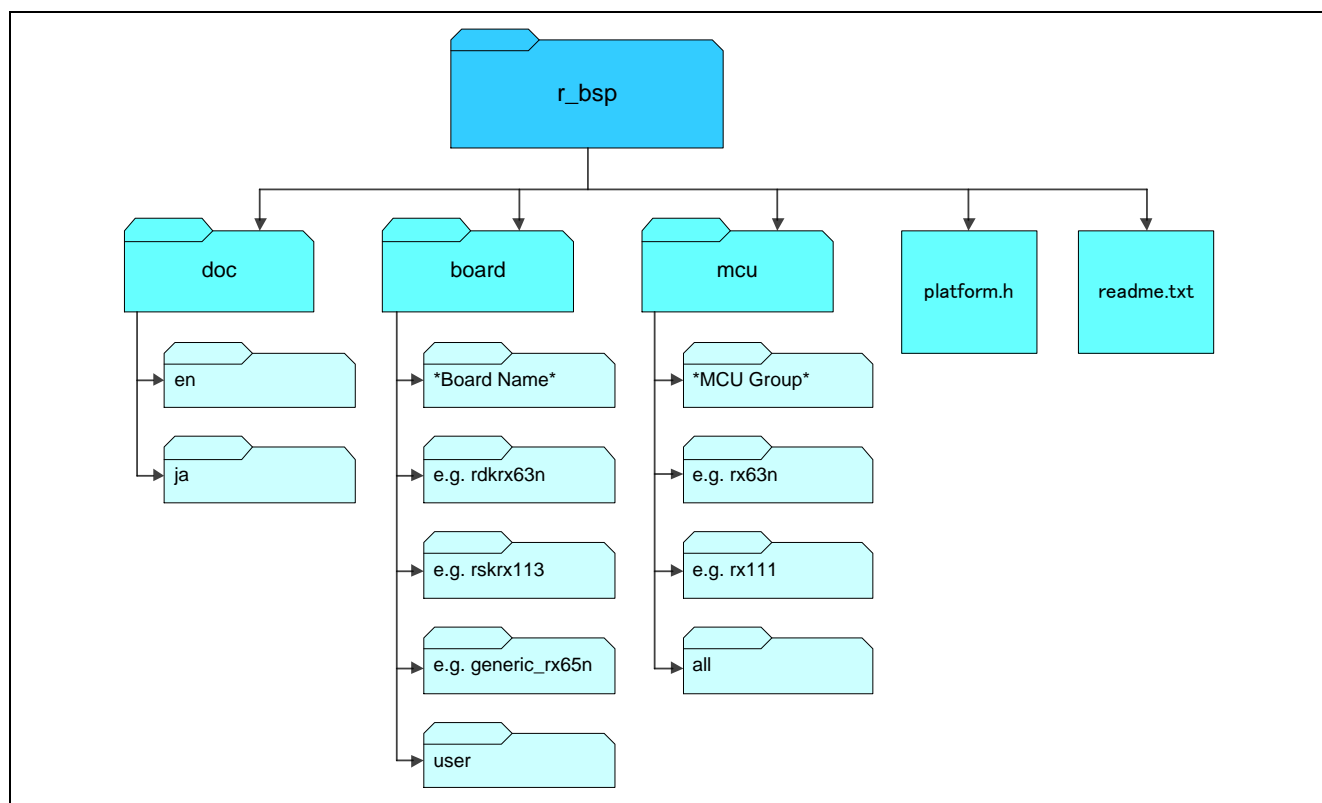 r_bsp
doc
board
mcu
platform.h
readme.txt
en
*Board Name*
*MCU Group*
ja
e.g. rdkrx63n
e.g. rx63n
e.g. rskrx113
e.g. rx111
e.g. generic_rx65n
all
user